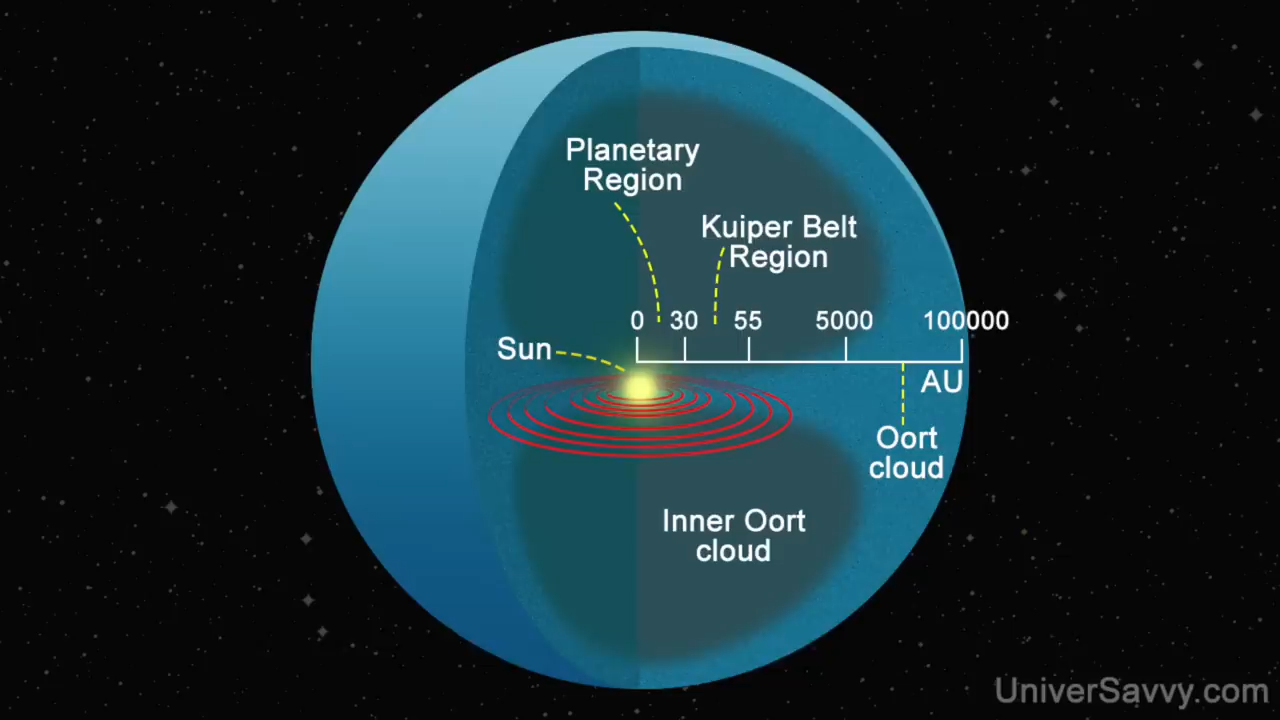 Planetary
Region
Kuiper Belt
Region
0 30 55 5000 100000
Sun
AU
Oort
cloud
Inner Oort
cloud
UniverSavvy.com